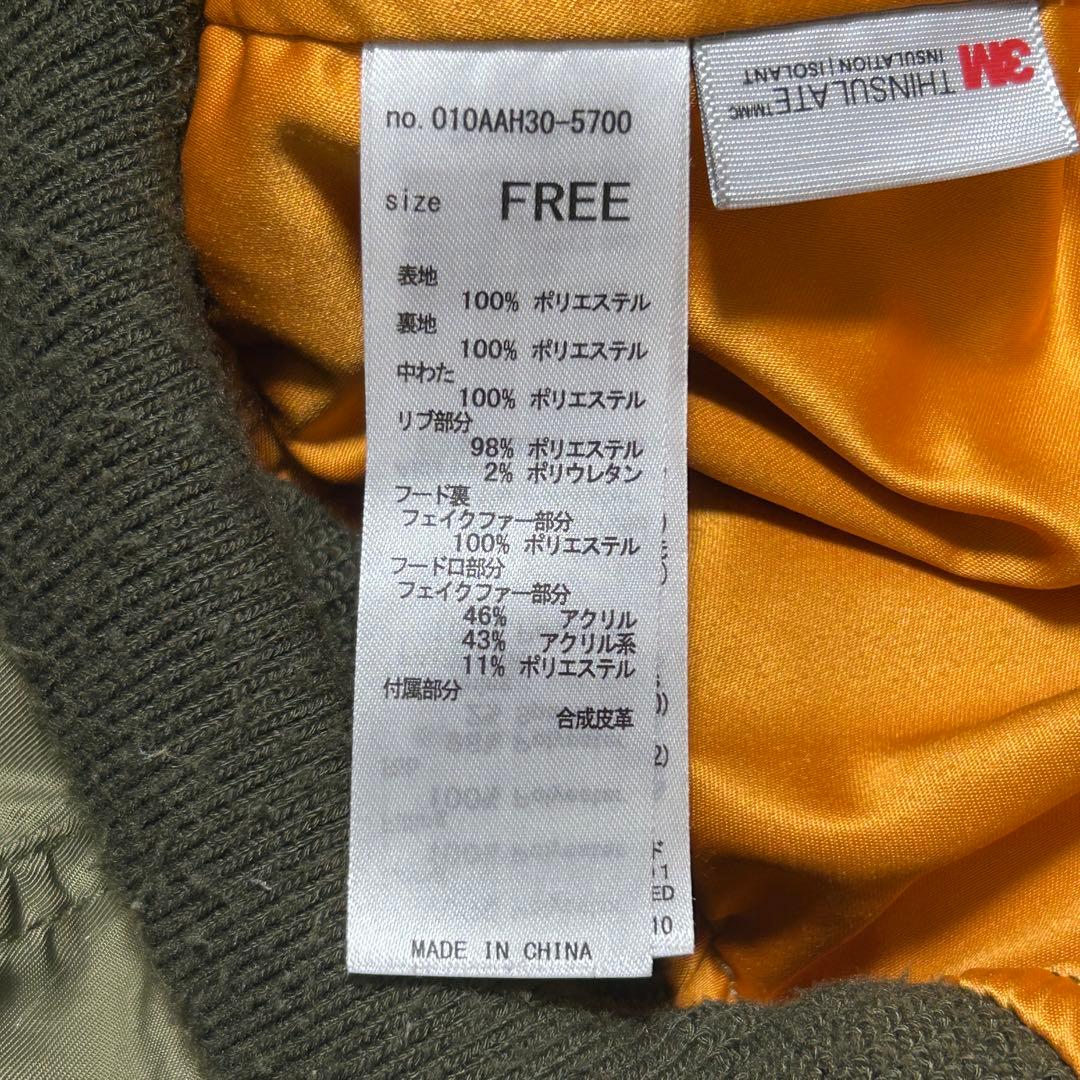 no. 010AAH30-5700
size FREE
表地
100% ポリエステル
裏地
100% ポリエステル
中わた
100% ポリエステル
リブ部分
98% ポリエステル
2% ポリウレタン
フード裏
フェイクファー部分
100% ポリエステル
フード口部分
フェイクファー部分
46% アクリル
43% アクリル系
11% ポリエステル
付属部分
合成皮革
MADE IN CHINA
3M
THINSULATE TM/MC
INSULATION | ISOLANT